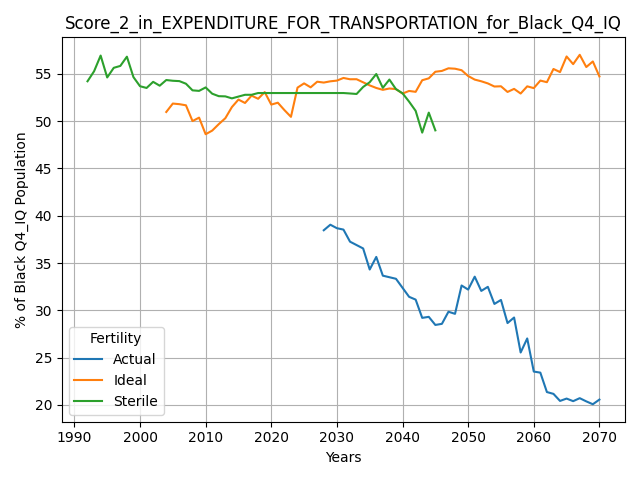 Score_2_in_EXPENDITURE_FOR_TRANSPORTATION_for_Black_Q4_IQ
% of Black Q4_IQ Population
55
50
45
40
35
30
25
20
Fertility
Actual
Ideal
Sterile
1990 2000 2010 2020 2030 2040 2050 2060 2070
Years